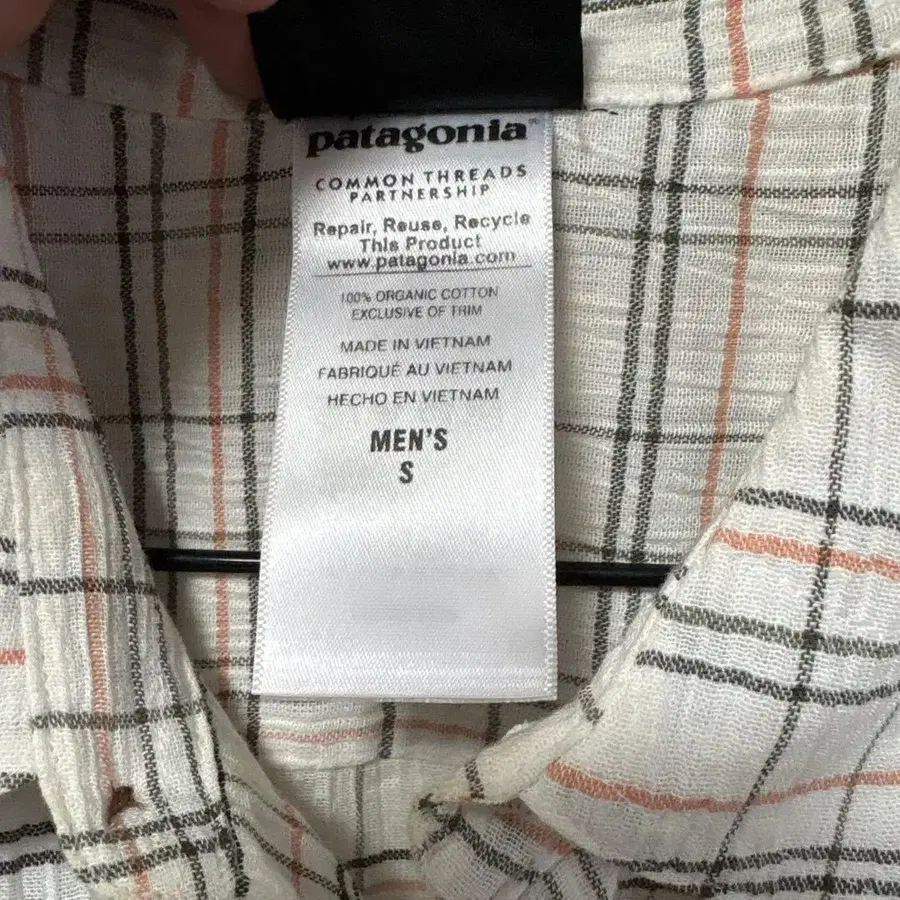 patagonia®
COMMON THREADS
PARTNERSHIP
Repair, Reuse, Recycle
This Product
www.patagonia.com
100% ORGANIC COTTON
EXCLUSIVE OF TRIM
MADE IN VIETNAM
FABRIQUÉ AU VIETNAM
HECHO EN VIETNAM
MEN'S
S